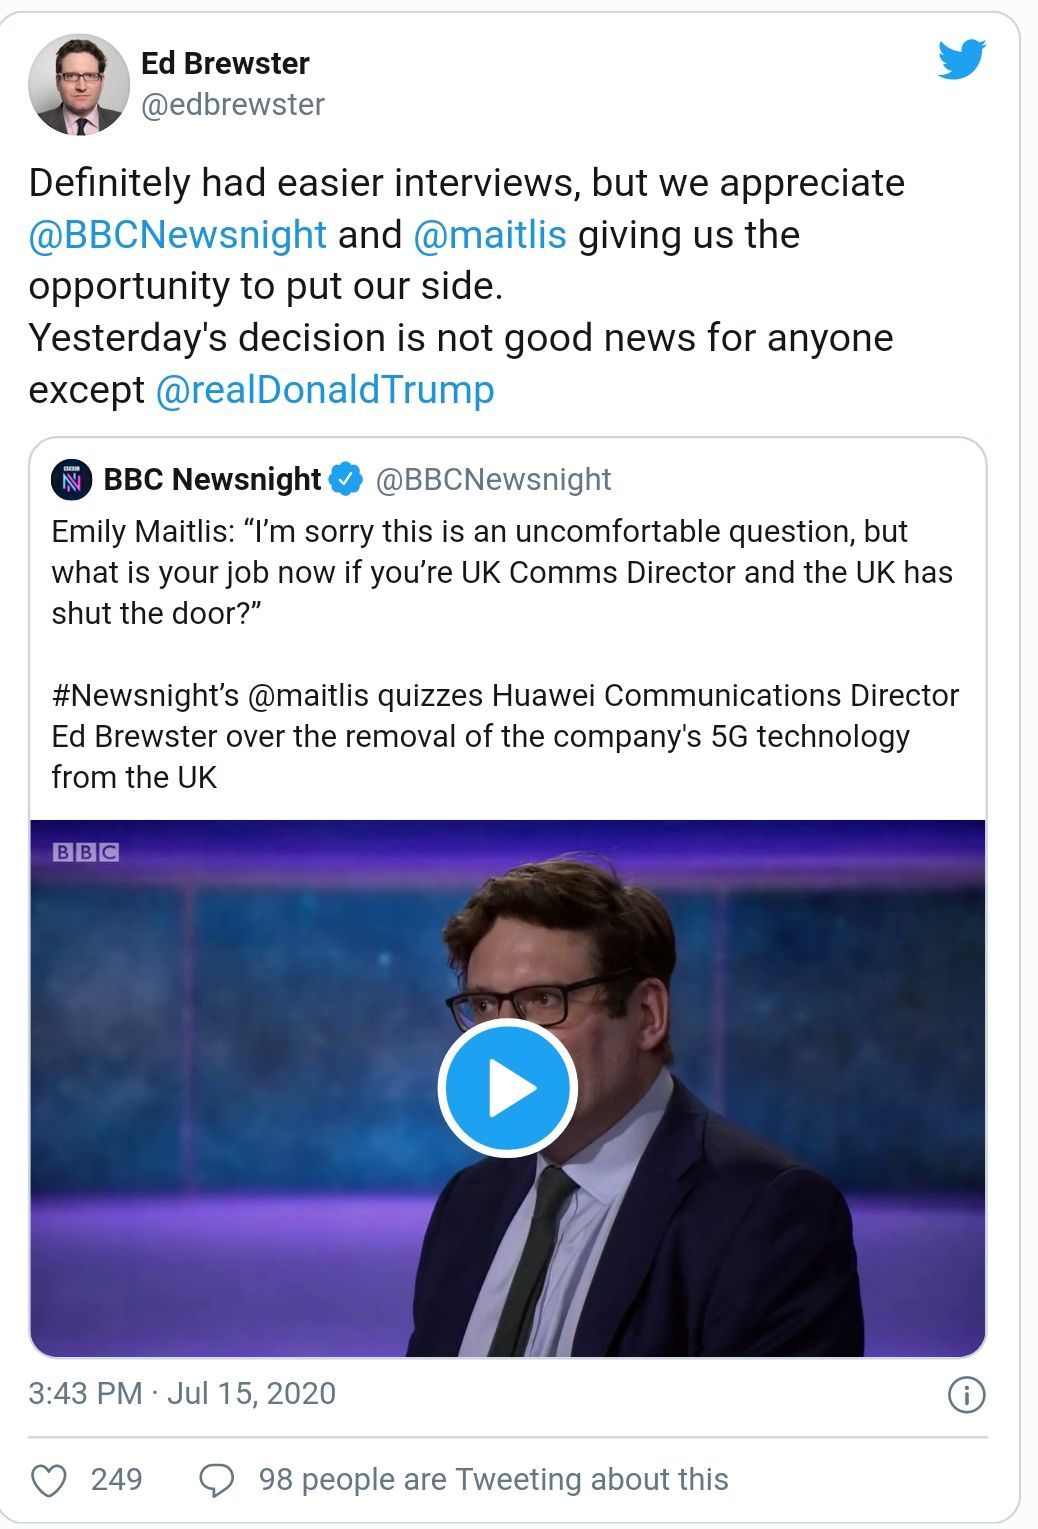 Ed Brewster
@edbrewster
Definitely had easier interviews, but we appreciate
@BBCNewsnight and @maitlis giving us the
opportunity to put our side.
Yesterday's decision is not good news for anyone
except @realDonaldTrump
BBC Newsnight @BBCNewsnight
Emily Maitlis: “I’m sorry this is an uncomfortable question, but
what is your job now if you’re UK Comms Director and the UK has
shut the door?”
#Newsnight’s @maitlis quizzes Huawei Communications Director
Ed Brewster over the removal of the company's 5G technology
from the UK
BBC
3:43 PM · Jul 15, 2020
249
98 people are Tweeting about this